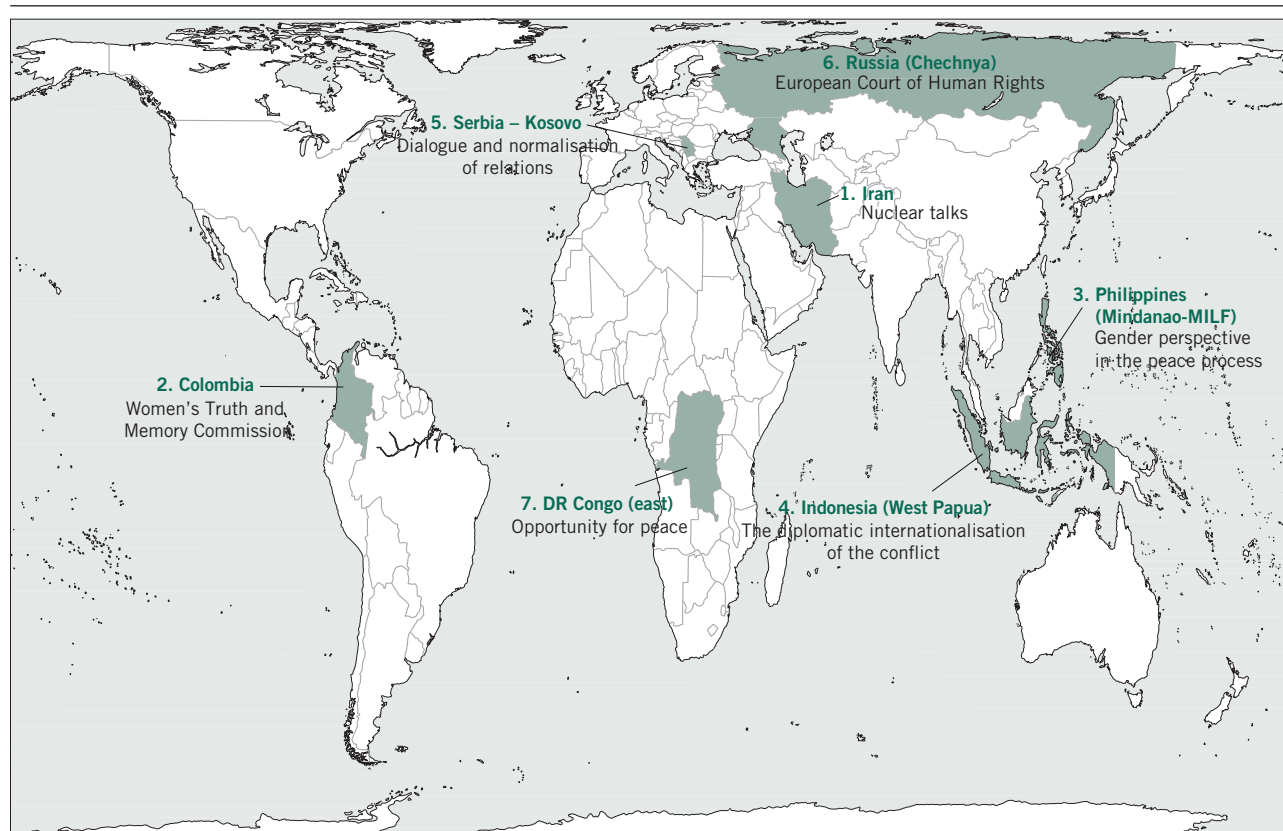 6. Russia (Chechnya)
European Court of Human Rights
5. Serbia – Kosovo
Dialogue and normalisation
of relations
1. Iran
Nuclear talks
3. Philippines
(Mindanao-MILF)
Gender perspective
in the peace process
2. Colombia
Women’s Truth and
Memory Commission
7. DR Congo (east)
Opportunity for peace
4. Indonesia (West Papua)
The diplomatic internationalisation
of the conflict